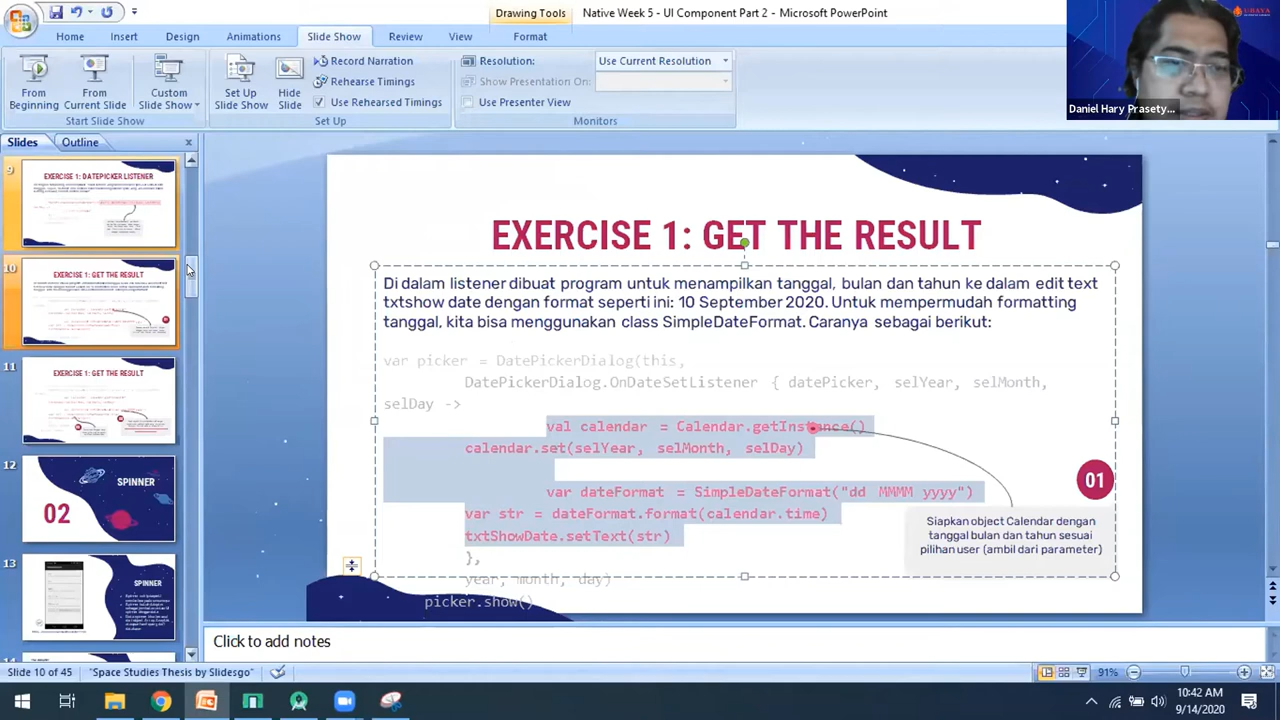 Drawing Tools
Native Week 5 - UI Component Part 2 - Microsoft PowerPoint
UBAYA
Home Insert Design Animations Slide Show Review View Format
From Beginning
From Current Slide
Custom Slide Show
Start Slide Show
Set Up Slide Show
Hide Slide
Record Narration
Rehearse Timings
Use Rehearsed Timings
Set Up
Resolution: Use Current Resolution
Show Presentation On:
Use Presenter View
Monitors
Daniel Hary Prasety...
Slides Outline
9
EXERCISE 1: DATEPICKER LISTENER
10
EXERCISE 1: GET THE RESULT
11
EXERCISE 1: GET THE RESULT
12
SPINNER
02
13
SPINNER
EXERCISE 1: GET THE RESULT
Didalam listener dibuat program untuk menampilkan tanggal bulan dan tahun ke dalam edit text
txtshow date dengan format seperti ini: 10 September 2020. Untuk mempermudah formatting
tanggal, kita bisa menggunakan class SimpleDateFormat. Caranya sebagai berikut:
var picker = DatePickerDialog(this,
DatePickerDialog.OnDateSetListener { datePicker, selYear, selMonth,
selDay ->
val calendar = Calendar.getInstance()
calendar.set(selYear, selMonth, selDay)
var dateFormat = SimpleDateFormat("dd MMMM yyyy")
var str = dateFormat.format(calendar.time)
txtShowDate.setText(str)
},
year, month, day)
picker.show()
01
Siapkan object Calendar dengan
tanggal bulan dan tahun sesuai
pilihan user (ambil dari parameter)
Click to add notes
Slide 10 of 45 "Space Studies Thesis by Slidesgo" 91%
10:42 AM
9/14/2020